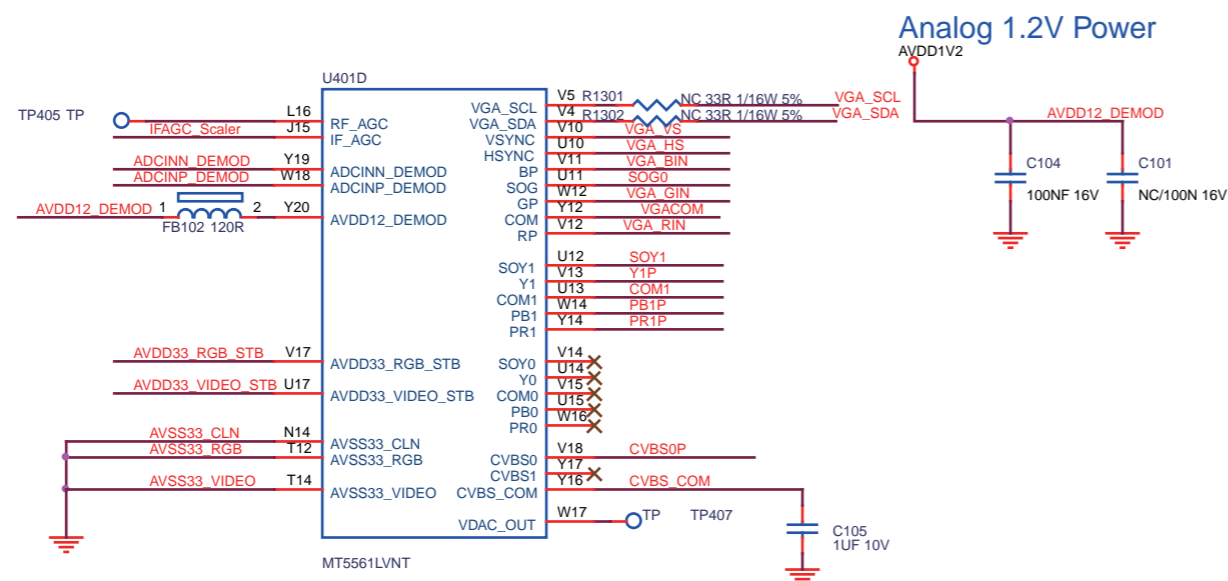 Analog 1.2V Power
AVDD1V2
U401D
TP405 TP
L16
RF_AGC
IFAGC_Scaler
J15
IF_AGC
ADCINN_DEMOD
Y19
ADCINN_DEMOD
ADCINP_DEMOD
W18
ADCINP_DEMOD
AVDD12_DEMOD
1
2
Y20
AVDD12_DEMOD
FB102 120R
AVDD33_RGB_STB
V17
AVDD33_RGB_STB
AVDD33_VIDEO_STB
U17
AVDD33_VIDEO_STB
AVSS33_CLN
N14
AVSS33_CLN
AVSS33_RGB
T12
AVSS33_RGB
AVSS33_VIDEO
T14
AVSS33_VIDEO
VGA_SCL
V5
R1301
NC 33R 1/16W 5%
VGA_SCL
VGA_SDA
V4
R1302
NC 33R 1/16W 5%
VGA_SDA
VSYNC
V10
VGA_VS
HSYNC
U10
VGA_HS
BP
V11
VGA_BIN
SOG
U11
SOG0
GP
W12
VGA_GIN
COM
Y12
VGACOM
RP
V12
VGA_RIN
SOY1
U12
SOY1
Y1
V13
Y1P
COM1
U13
COM1
PB1
W14
PB1P
PR1
Y14
PR1P
SOY0
V14
Y0
U14
COM0
V15
PB0
U15
PR0
W16
CVBS0
V18
CVBS0P
CVBS1
Y17
CVBS_COM
Y16
CVBS_COM
VDAC_OUT
W17
TP
TP407
C105
1UF 10V
MT5561LVNT
AVDD12_DEMOD
C104
100NF 16V
C101
NC/100N 16V